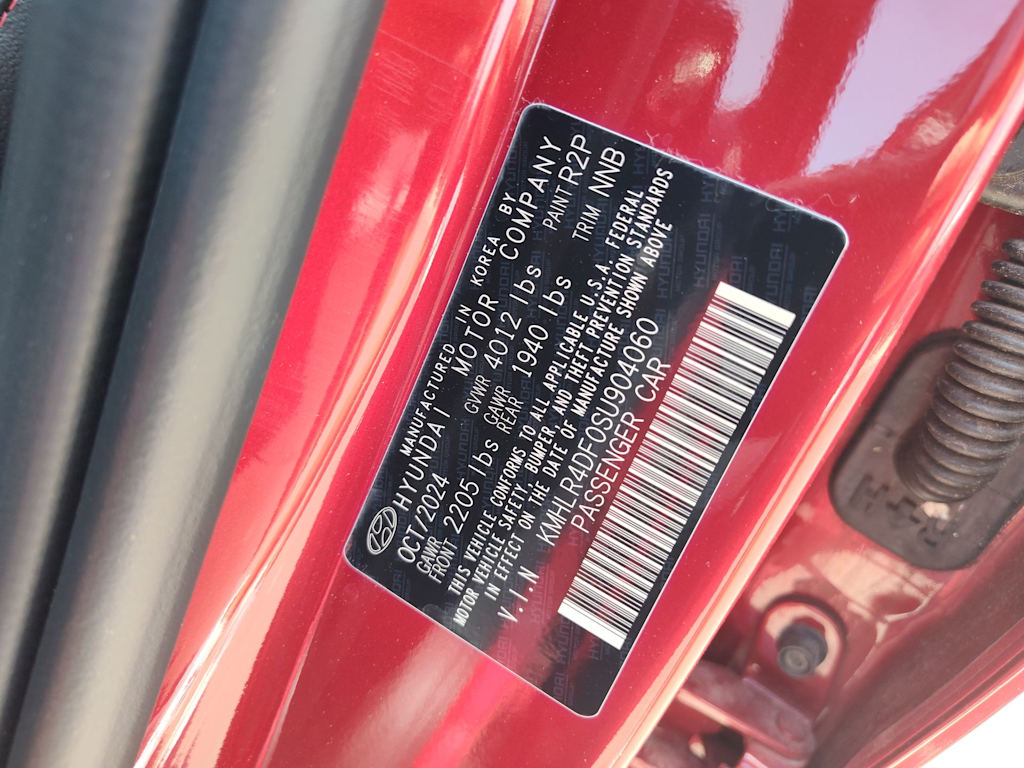 MANUFACTURED IN KOREA BY
HYUNDAI MOTOR COMPANY
OCT/2024 GVWR 4012 lbs PAINT R2P
GAWR FRONT 2205 lbs GAWR REAR 1940 lbs TRIM NNB
THIS VEHICLE CONFORMS TO ALL APPLICABLE U.S.A. FEDERAL
MOTOR VEHICLE SAFETY, BUMPER, AND THEFT PREVENTION STANDARDS
IN EFFECT ON THE DATE OF MANUFACTURE SHOWN ABOVE
V.I.N KMHLR4DF0SU904060
PASSENGER CAR